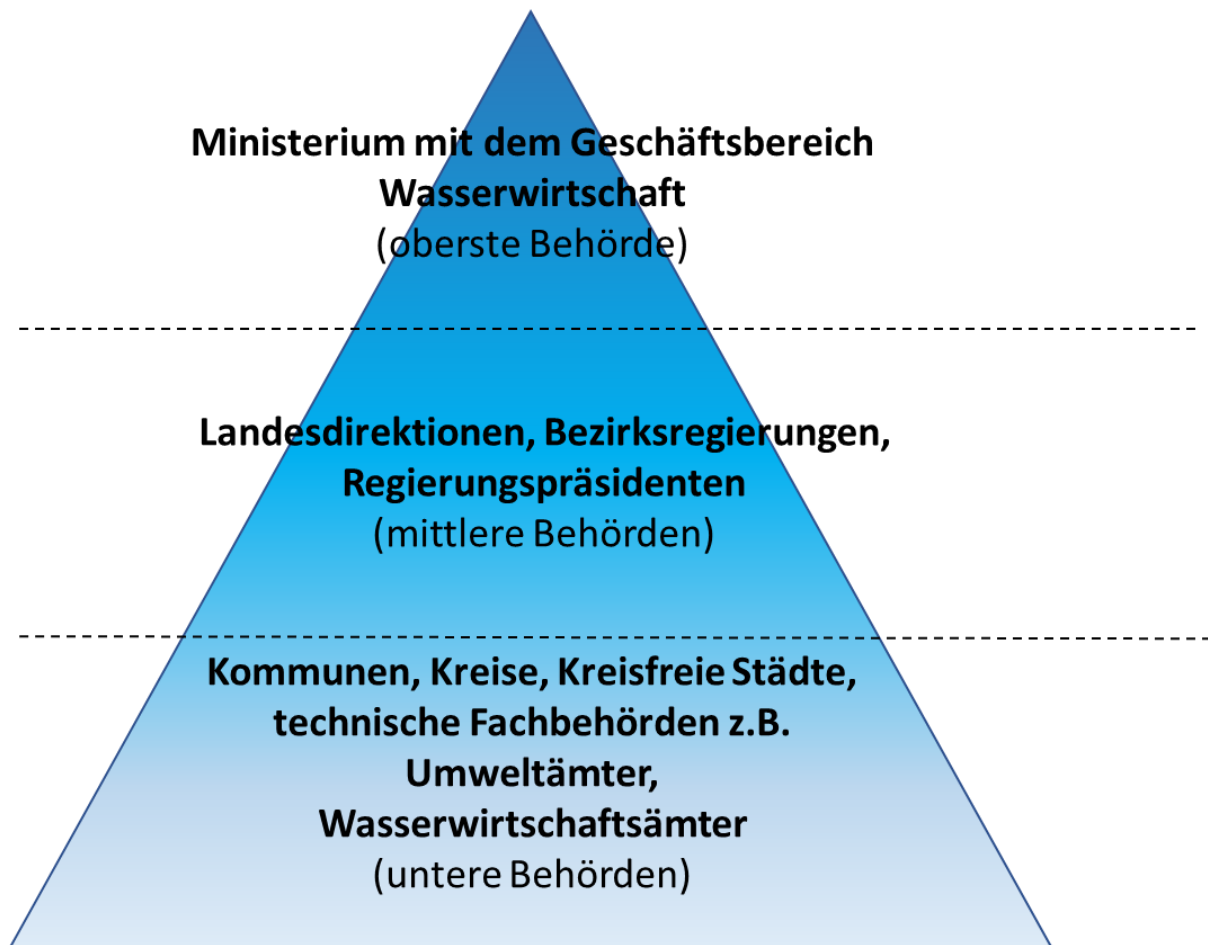 Ministerium mit dem Geschäftsbereich
Wasserwirtschaft
(oberste Behörde)
Landesdirektionen, Bezirksregierungen,
Regierungspräsidenten
(mittlere Behörden)
Kommunen, Kreise, Kreisfreie Städte,
technische Fachbehörden z.B.
Umweltämter,
Wasserwirtschaftsämter
(untere Behörden)